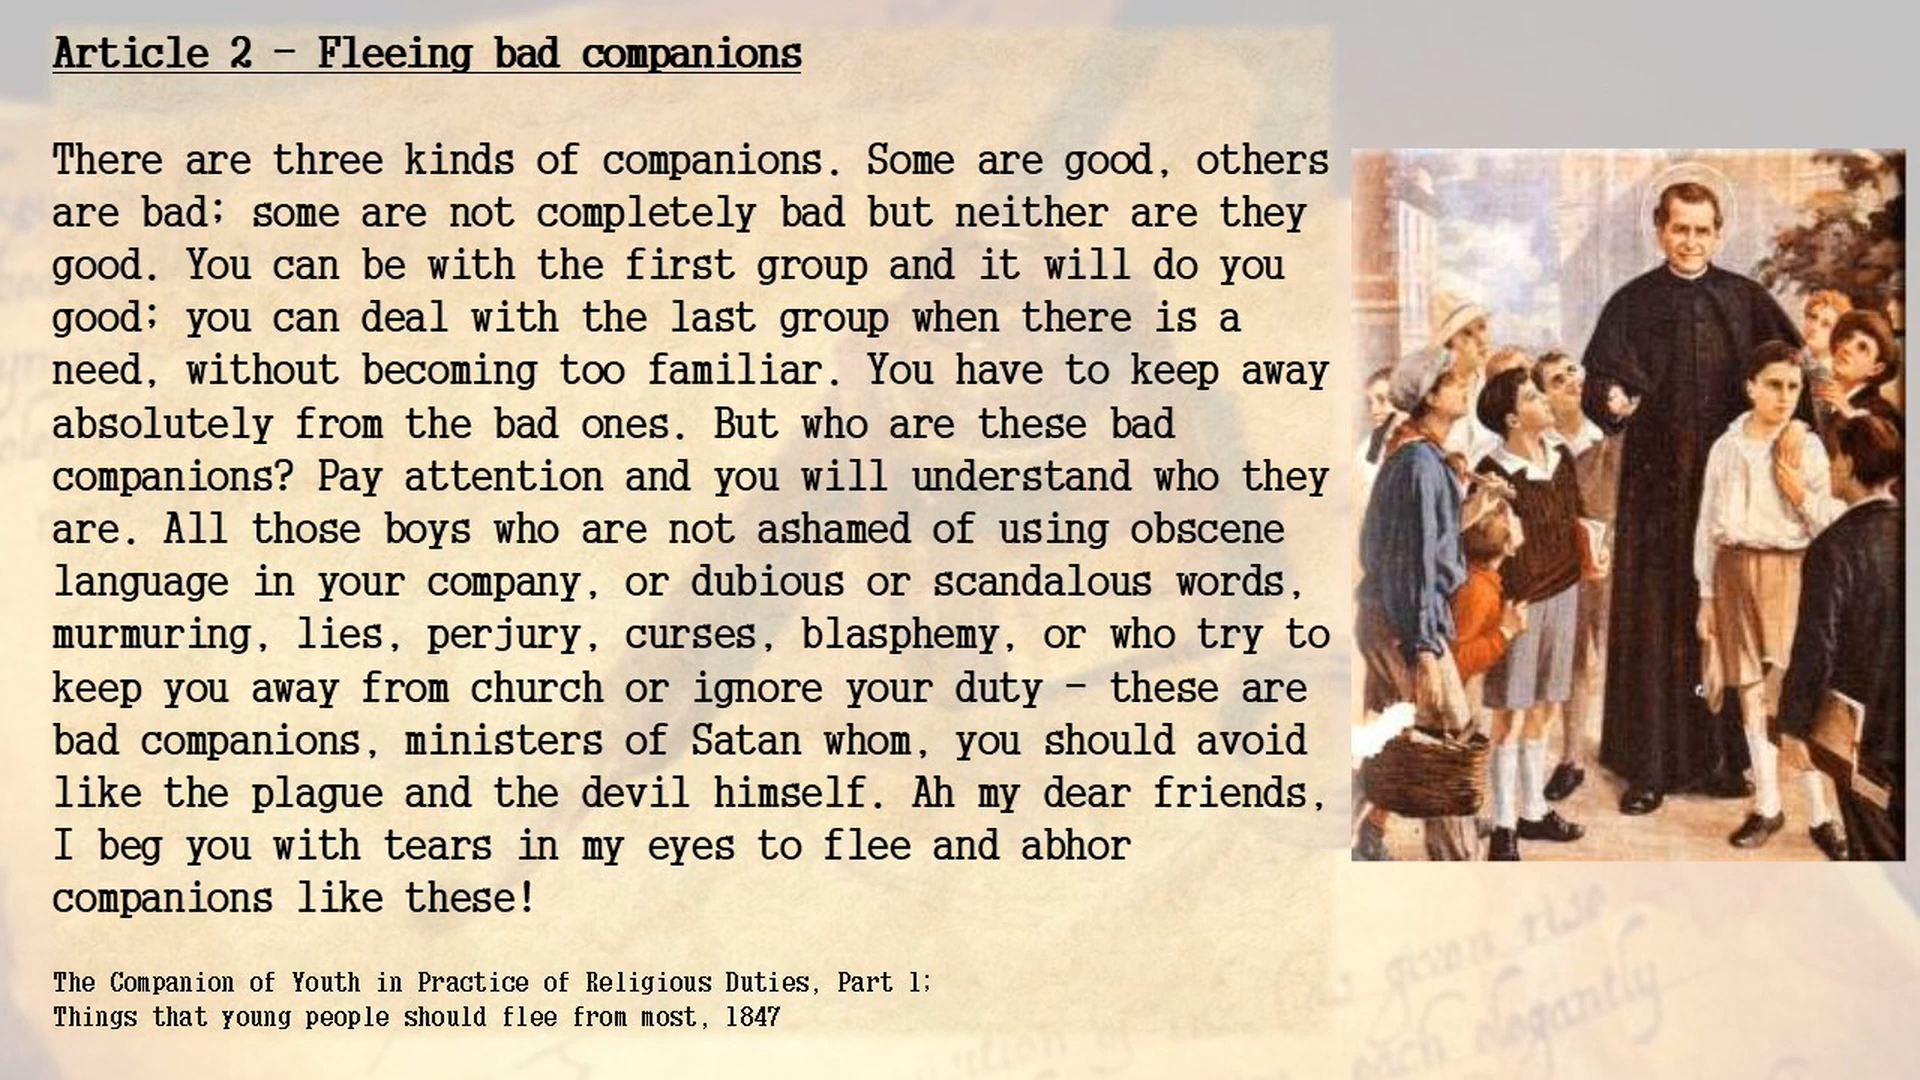 Article 2 – Fleeing bad companions
There are three kinds of companions. Some are good, others
are bad; some are not completely bad but neither are they
good. You can be with the first group and it will do you
good; you can deal with the last group when there is a
need, without becoming too familiar. You have to keep away
absolutely from the bad ones. But who are these bad
companions? Pay attention and you will understand who they
are. All those boys who are not ashamed of using obscene
language in your company, or dubious or scandalous words,
murmuring, lies, perjury, curses, blasphemy, or who try to
keep you away from church or ignore your duty – these are
bad companions, ministers of Satan whom, you should avoid
like the plague and the devil himself. Ah my dear friends,
I beg you with tears in my eyes to flee and abhor
companions like these!
The Companion of Youth in Practice of Religious Duties, Part 1;
Things that young people should flee from most, 1847
given rise
elegantly